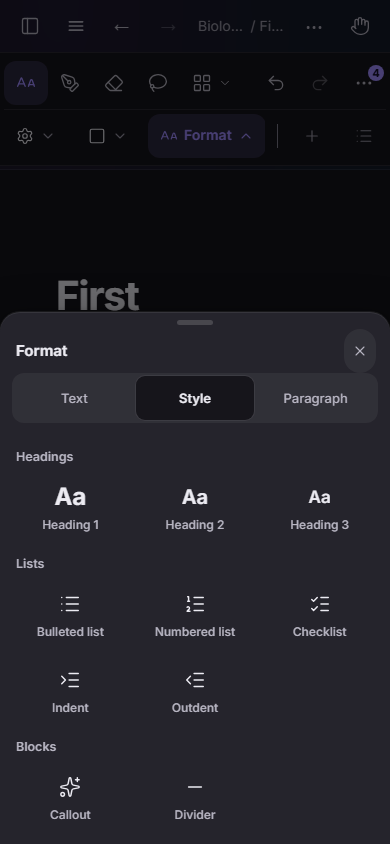 Biolo... / Fi...
Aa
4
Aa Format
First
Format
Text Style Paragraph
Headings
Aa Aa Aa
Heading 1 Heading 2 Heading 3
Lists
Bulleted list Numbered list Checklist
Indent Outdent
Blocks
Callout Divider